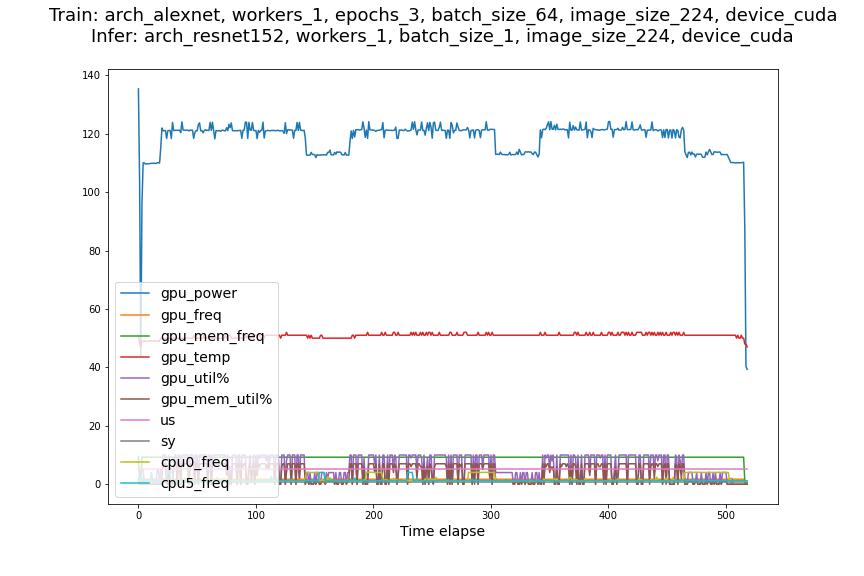 Train: arch_alexnet, workers_1, epochs_3, batch_size_64, image_size_224, device_cuda
Infer: arch_resnet152, workers_1, batch_size_1, image_size_224, device_cuda
140
120
100
80
60
40
20
0
gpu_power
gpu_freq
gpu_mem_freq
gpu_temp
gpu_util%
gpu_mem_util%
us
sy
cpu0_freq
cpu5_freq
0 100 200 300 400 500
Time elapse